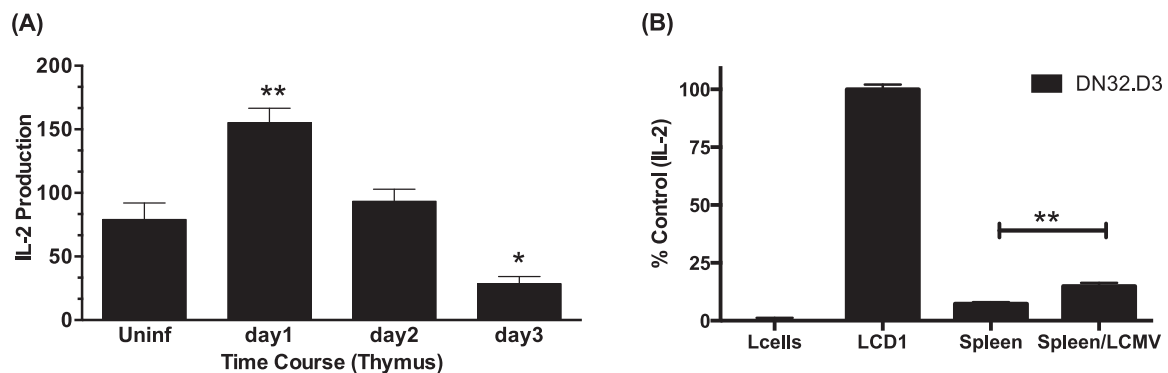 (A)
IL-2 Production
200
150
100
50
0
**
*
Uninf day1 day2 day3
Time Course (Thymus)
(B)
% Control (IL-2)
100
75
50
25
0
DN32.D3
**
Lcells LCD1 Spleen Spleen/LCMV